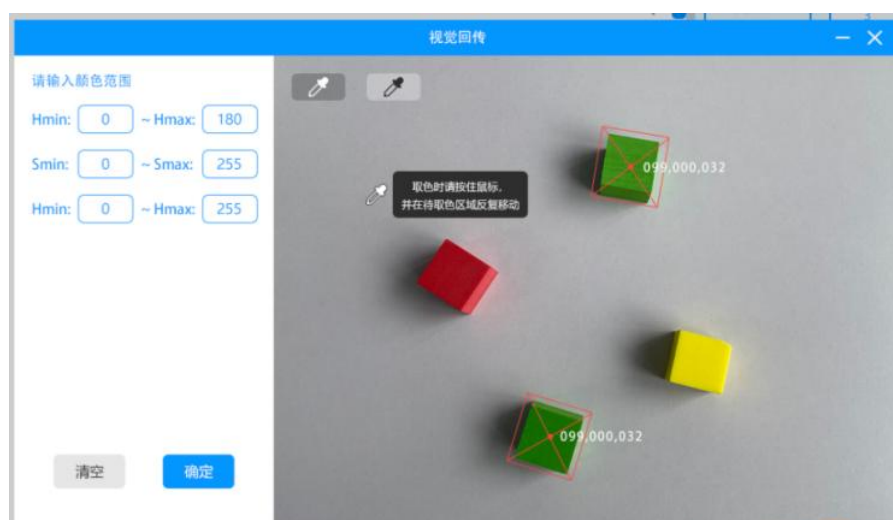 视觉回传
请输入颜色范围
Hmin: 0 ~ Hmax: 180
Smin: 0 ~ Smax: 255
Hmin: 0 ~ Hmax: 255
取色时请按住鼠标,
并在待取色区域反复移动
099,000,032
099,000,032
清空 确定